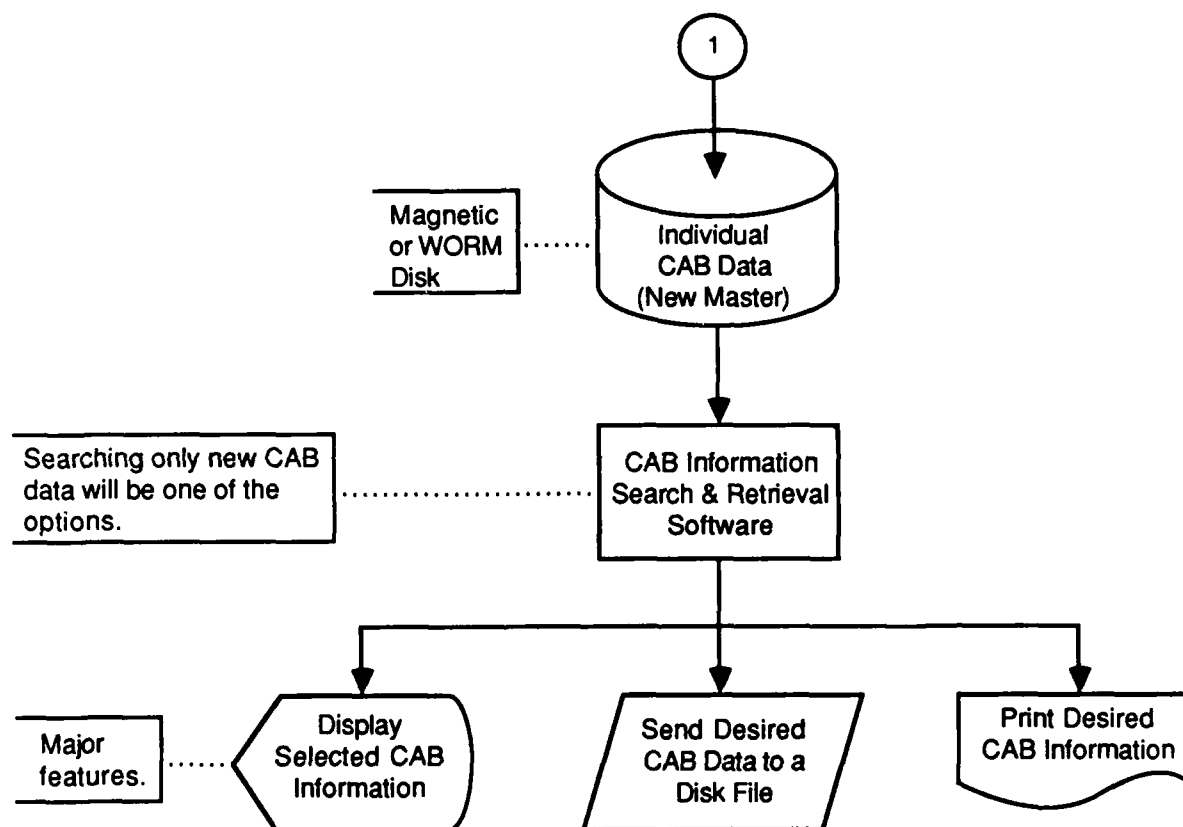 1
Magnetic
or WORM
Disk
Individual
CAB Data
(New Master)
Searching only new CAB
data will be one of the
options.
CAB Information
Search & Retrieval
Software
Major
features.
Display
Selected CAB
Information
Send Desired
CAB Data to a
Disk File
Print Desired
CAB Information